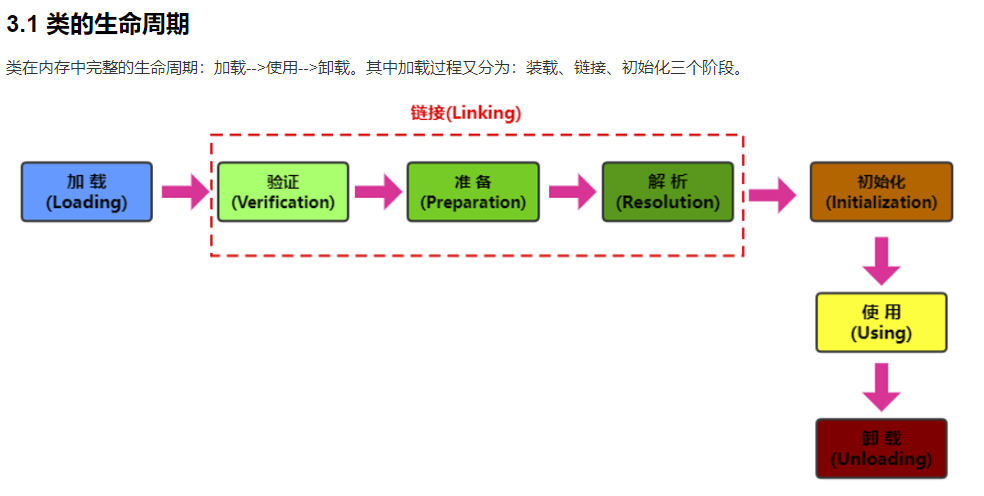 3.1 类的生命周期
类在内存中完整的生命周期：加载-->使用-->卸载。其中加载过程又分为：装载、链接、初始化三个阶段。
链接(Linking)
加 载
(Loading)
验证
(Verification)
准 备
(Preparation)
解 析
(Resolution)
初始化
(Initialization)
使 用
(Using)
卸 载
(Unloading)